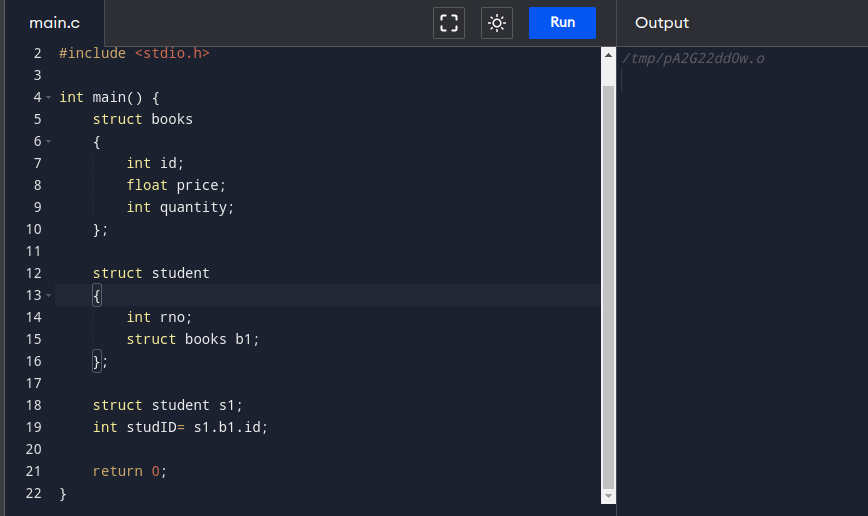 main.c Run Output
2 #include <stdio.h>
/tmp/pA2G22ddOw.o
3
4 int main() {
5 struct books
6 {
7 int id;
8 float price;
9 int quantity;
10 };
11
12 struct student
13 {
14 int rno;
15 struct books b1;
16 };
17
18 struct student s1;
19 int studID= s1.b1.id;
20
21 return 0;
22 }